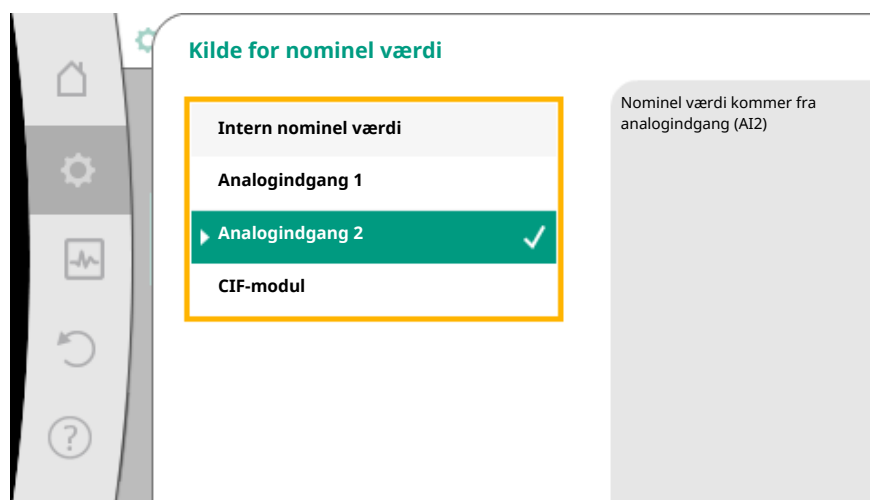 Kilde for nominel værdi
Intern nominel værdi
Analogindgang 1
Analogindgang 2
CIF-modul
Nominel værdi kommer fra
analogindgang (AI2)
?